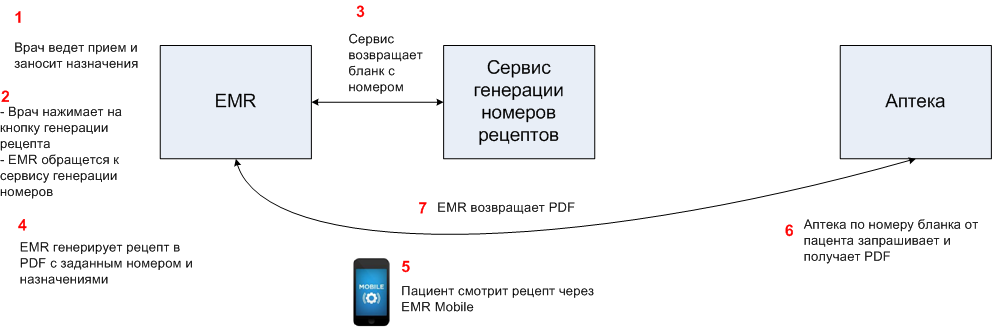 1
Врач ведет прием и
заносит назначения
2
- Врач нажимает на
кнопку генерации
рецепта
- EMR обращется к
сервису генерации
номеров
3
Сервис
возвращает
бланк с
номером
EMR
Сервис
генерации
номеров
рецептов
Аптека
4
EMR генерирует рецепт в
PDF с заданным номером и
назначениями
7
EMR возвращает PDF
5
Пациент смотрит рецепт через
EMR Mobile
MOBILE
6
Аптека по номеру бланка от
пацента запрашивает и
получает PDF